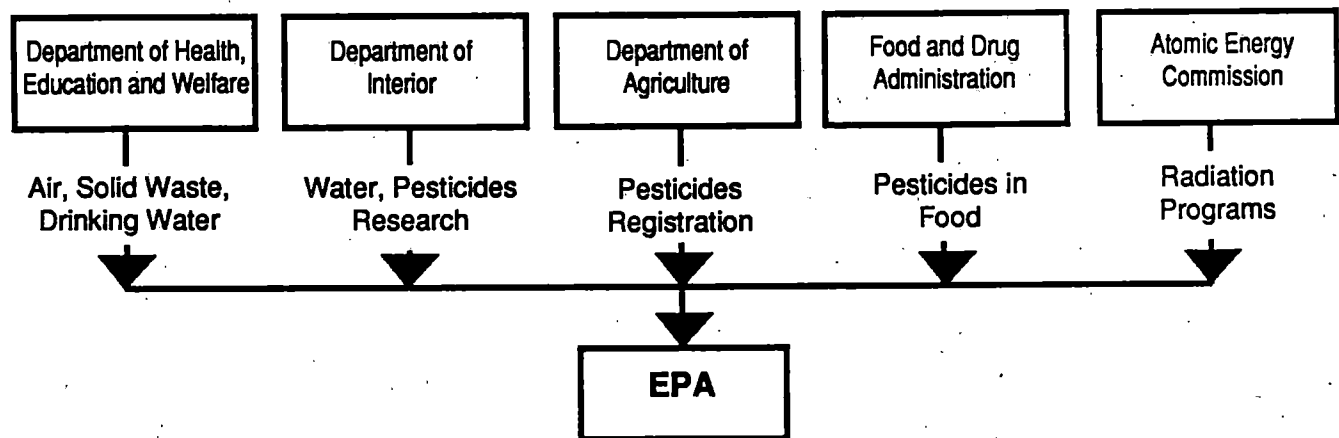 Department of Health,
Education and Welfare
Department of
Interior
Department of
Agriculture
Food and Drug
Administration
Atomic Energy
Commission
Air, Solid Waste,
Drinking Water
Water, Pesticides
Research
Pesticides
Registration
Pesticides in
Food
Radiation
Programs
EPA